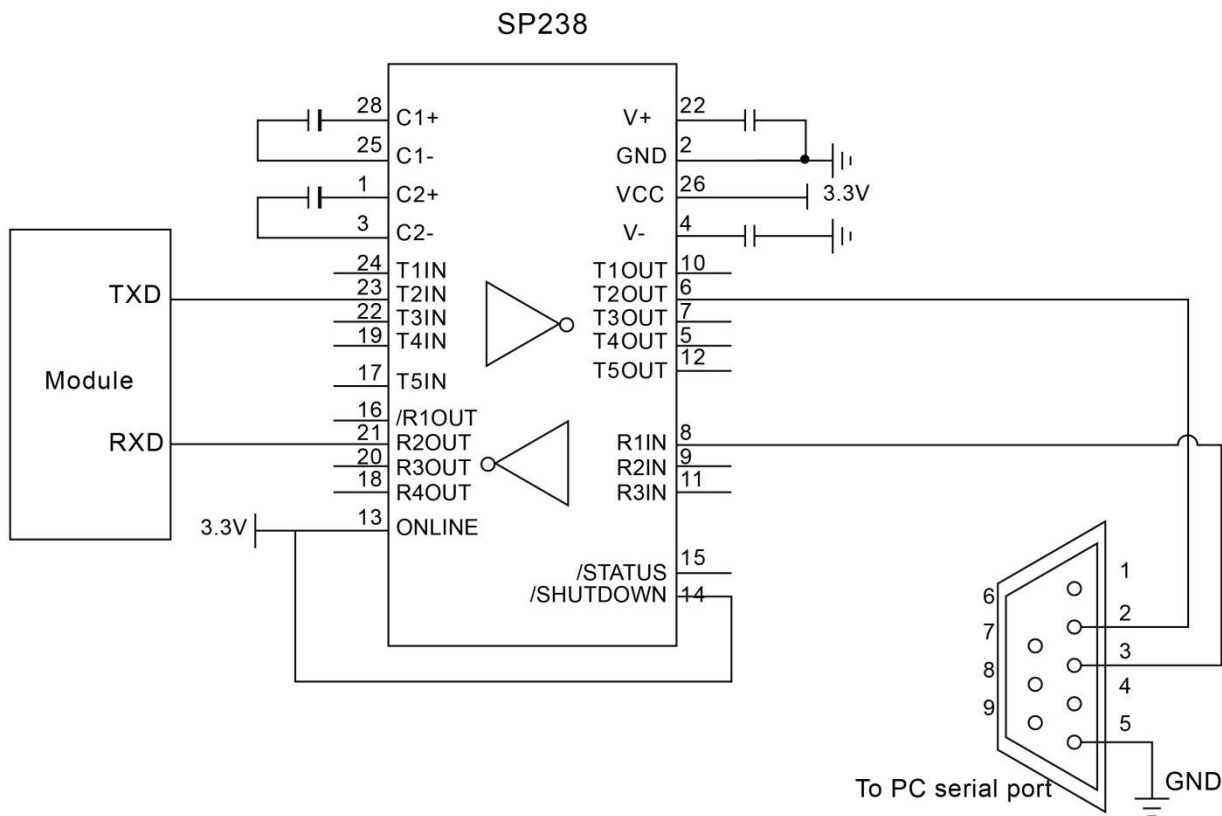 SP238
28
C1+
25
C1-
1
C2+
3
C2-
24
T1IN
23
T2IN
22
T3IN
19
T4IN
17
T5IN
16
/R1OUT
21
R2OUT
20
R3OUT
18
R4OUT
13
ONLINE
3.3V
TXD
Module
RXD
V+
22
GND
2
VCC
26
3.3V
V-
4
T1OUT
10
T2OUT
6
T3OUT
7
T4OUT
5
T5OUT
12
R1IN
8
R2IN
9
R3IN
11
/STATUS
15
/SHUTDOWN
14
6
7
8
9
1
2
3
4
5
To PC serial port
GND